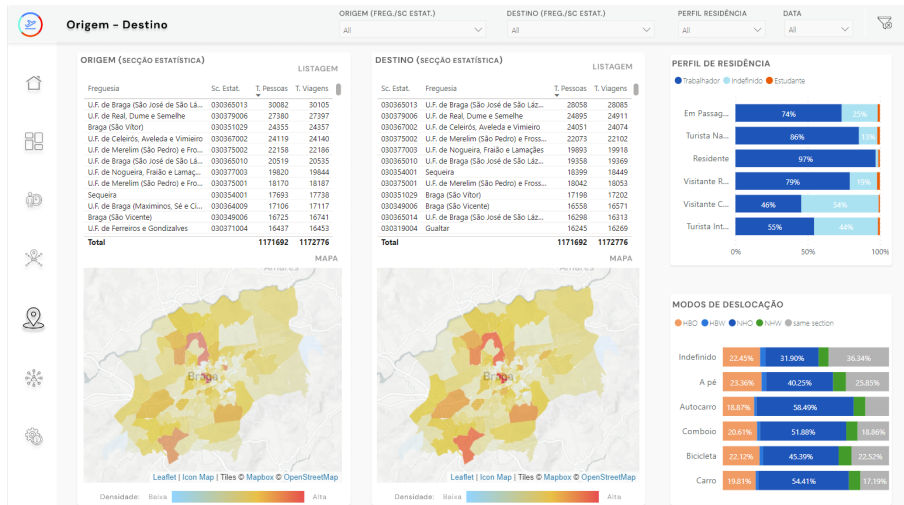 Origem – Destino
ORIGEM (FREG./SC ESTAT.)
All
DESTINO (FREG./SC ESTAT.)
All
PERFIL RESIDÊNCIA
All
DATA
All
ORIGEM (SECÇÃO ESTATÍSTICA)
LISTAGEM
Freguesia Sc. Estat. T. Pessoas T. Viagens
U.F. de Braga (São José de São Lá... 030365013 30082 30105
U.F. de Real, Dume e Semelhe 030379006 27380 27397
Braga (São Vítor) 030351029 24355 24357
U.F. de Celeirós, Aveleda e Vimieiro 030367002 24119 24140
U.F. de Merelim (São Pedro) e Fro... 030375002 22158 22186
U.F. de Braga (São José de São Lá... 030365010 20519 20535
U.F. de Nogueira, Fraião e Lamaç... 030377003 19820 19844
U.F. de Merelim (São Pedro) e Fro... 030375001 18170 18187
Sequeira 030354001 17693 17738
U.F. de Braga (Maximinos, Sé e Ci... 030364009 17106 17117
Braga (São Vicente) 030349006 16725 16741
U.F. de Ferreiros e Gondizalves 030371004 16437 16453
Total 1171692 1172776
MAPA
Amares
Braga
Leaflet | Icon Map | Tiles © Mapbox © OpenStreetMap
Densidade: Baixa Alta
DESTINO (SECÇÃO ESTATÍSTICA)
LISTAGEM
Sc. Estat. Freguesia T. Pessoas T. Viagens
030365013 U.F. de Braga (São José de São Láz... 28058 28085
030379006 U.F. de Real, Dume e Semelhe 24895 24911
030367002 U.F. de Celeirós, Aveleda e Vimieiro 24051 24074
030375002 U.F. de Merelim (São Pedro) e Fross... 22073 22102
030377003 U.F. de Nogueira, Fraião e Lamaçães 19893 19918
030365010 U.F. de Braga (São José de São Láz... 19358 19369
030354001 Sequeira 18399 18449
030375001 U.F. de Merelim (São Pedro) e Fross... 18042 18053
030351029 Braga (São Vítor) 17198 17202
030349006 Braga (São Vicente) 16558 16571
030365014 U.F. de Braga (São José de São Láz... 16298 16313
030319004 Gualtar 16245 16269
Total 1171692 1172776
MAPA
Amares
Braga
Leaflet | Icon Map | Tiles © Mapbox © OpenStreetMap
Densidade: Baixa Alta
PERFIL DE RESIDÊNCIA
Trabalhador Indefinido Estudante
Em Passag... 74% 25%
Turista Na... 86% 13%
Residente 97%
Visitante R... 79% 19%
Visitante C... 46% 54%
Turista Int... 55% 44%
0% 50% 100%
MODOS DE DESLOCAÇÃO
HBO HBW NHO NHW same section
Indefinido 22.45% 31.90% 36.34%
A pé 23.36% 40.25% 25.85%
Autocarro 18.87% 58.49%
Comboio 20.61% 51.88% 18.06%
Bicicleta 22.12% 45.39% 22.52%
Carro 19.81% 54.41% 17.19%